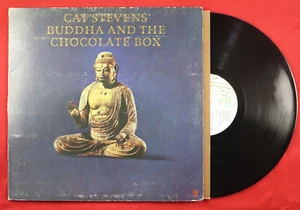 CAT STEVENS'
BUDDHA AND THE
CHOCOLATE BOX